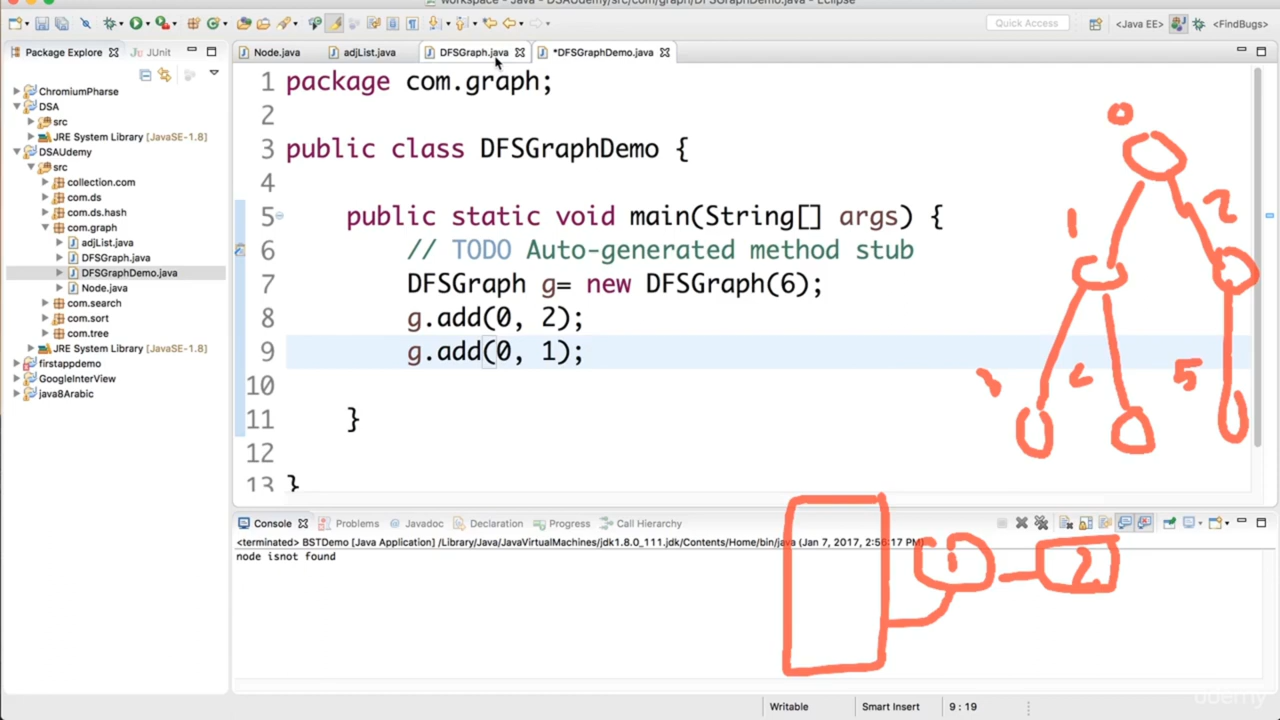 workspace - Java - DSAUdemy/src/com/graph/DFSGraphDemo.java - Eclipse
Quick Access
<Java EE>
<FindBugs>
Package Explore
JUnit
Node.java
adjList.java
DFSGraph.java
*DFSGraphDemo.java
ChromiumPharse
DSA
src
JRE System Library [JavaSE-1.8]
DSAUdemy
src
collection.com
com.ds
com.ds.hash
com.graph
adjList.java
DFSGraph.java
DFSGraphDemo.java
Node.java
com.search
com.sort
com.tree
JRE System Library [JavaSE-1.8]
firstappdemo
GoogleInterView
java8Arabic
1 package com.graph;
2
3 public class DFSGraphDemo {
4
5 public static void main(String[] args) {
6 // TODO Auto-generated method stub
7 DFSGraph g= new DFSGraph(6);
8 g.add(0, 2);
9 g.add(0, 1);
10
11 }
12
13 }
0
1
2
5
Console
Problems
Javadoc
Declaration
Progress
Call Hierarchy
<terminated> BSTDemo [Java Application] /Library/Java/JavaVirtualMachines/jdk1.8.0_111.jdk/Contents/Home/bin/java (Jan 7, 2017, 2:56:17 PM)
node isnot found
1
2
Writable
Smart Insert
9 : 19
udemy